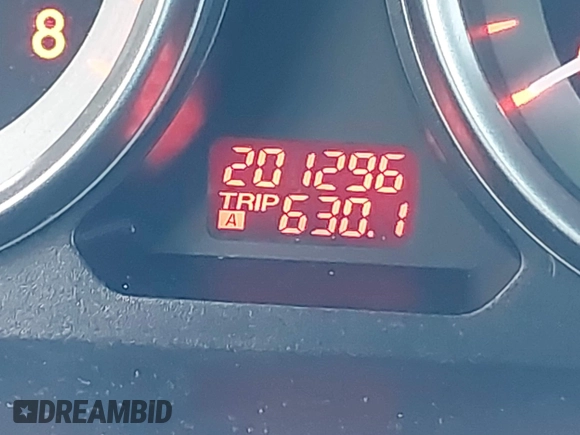 8
201296
TRIP A 630.1
DREAMBID